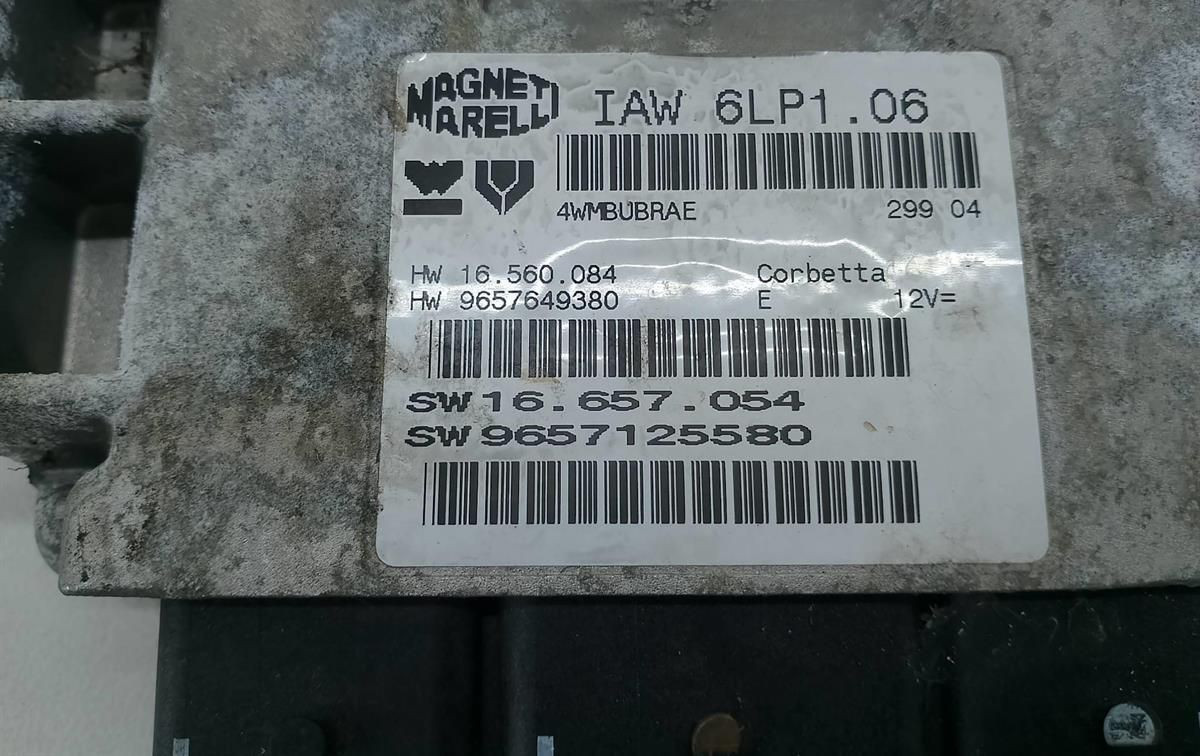 MAGNETI
MARELLI
IAW 6LP1.06
4WMBUBRAE 299 04
HW 16.560.084 Corbetta
HW 9657649380 E 12V=
SW 16.657.054
SW 9657125580